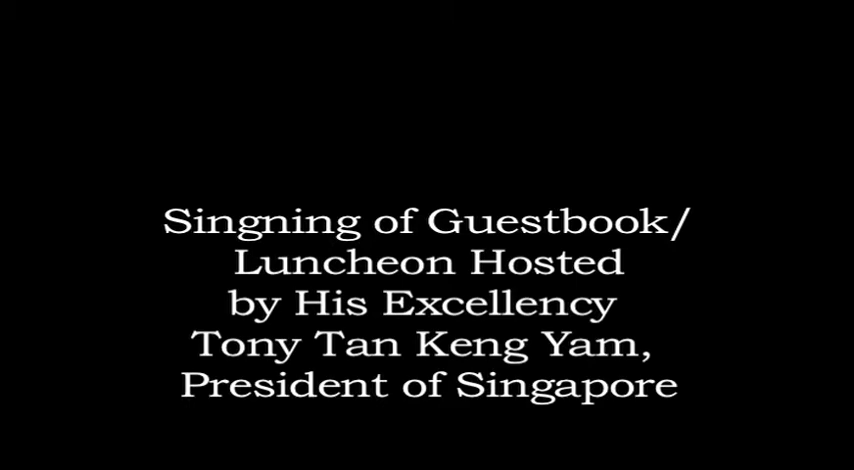 Singning of Guestbook/
Luncheon Hosted
by His Excellency
Tony Tan Keng Yam,
President of Singapore